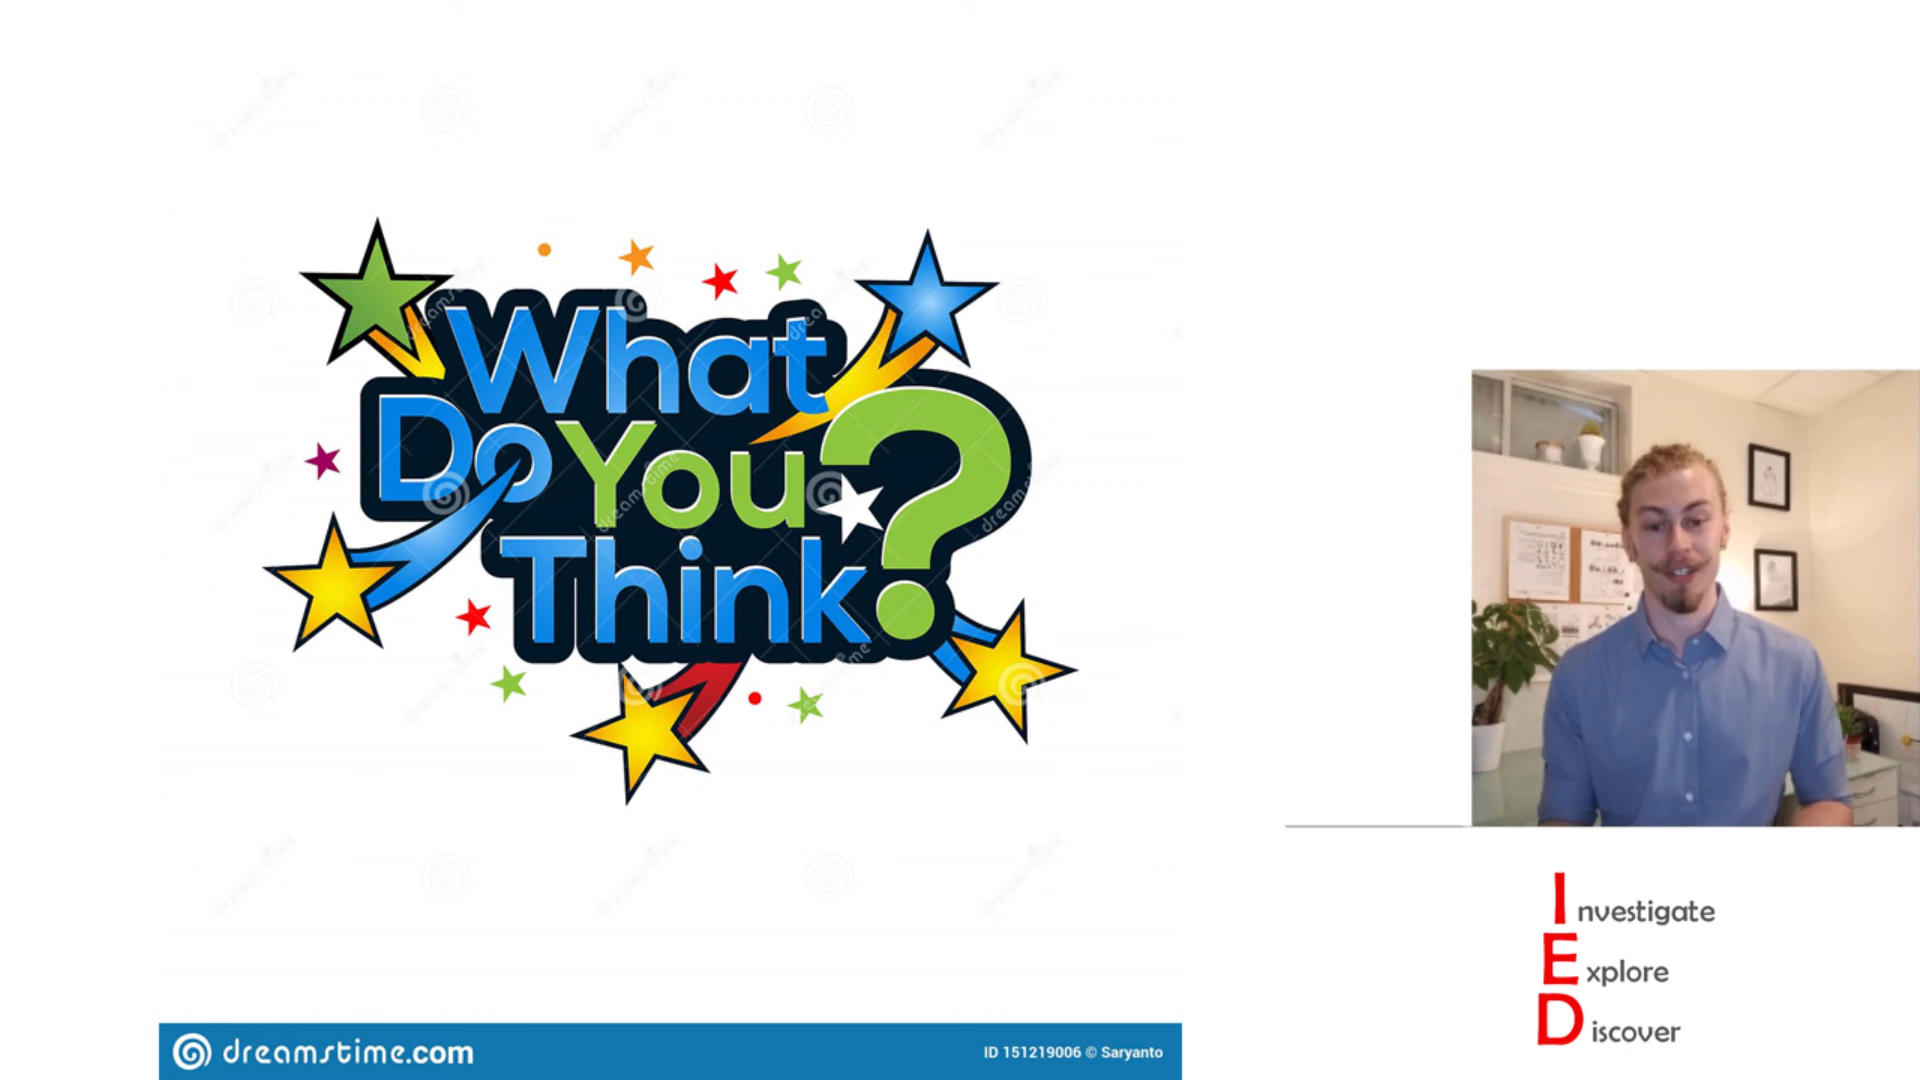 What
Do You
Think?
dreamstime.com
ID 151219006 © Saryanto
Investigate
Explore
Discover